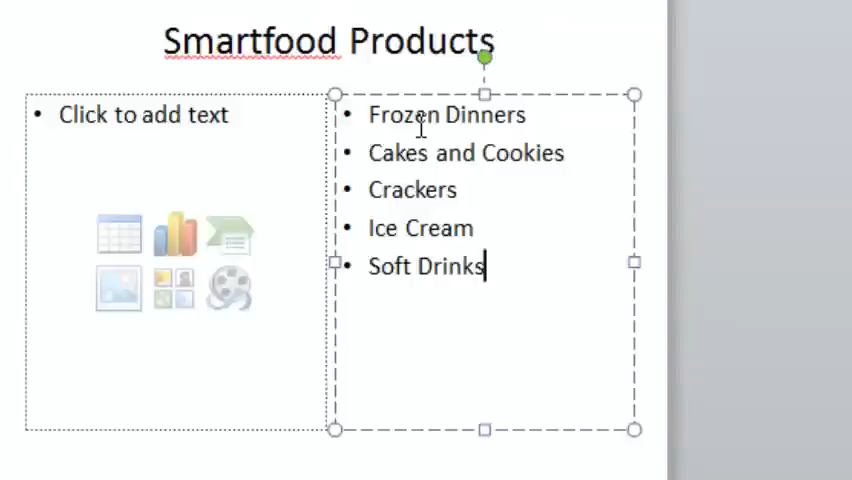 Smartfood Products
• Click to add text
• Frozen Dinners
• Cakes and Cookies
• Crackers
• Ice Cream
• Soft Drinks